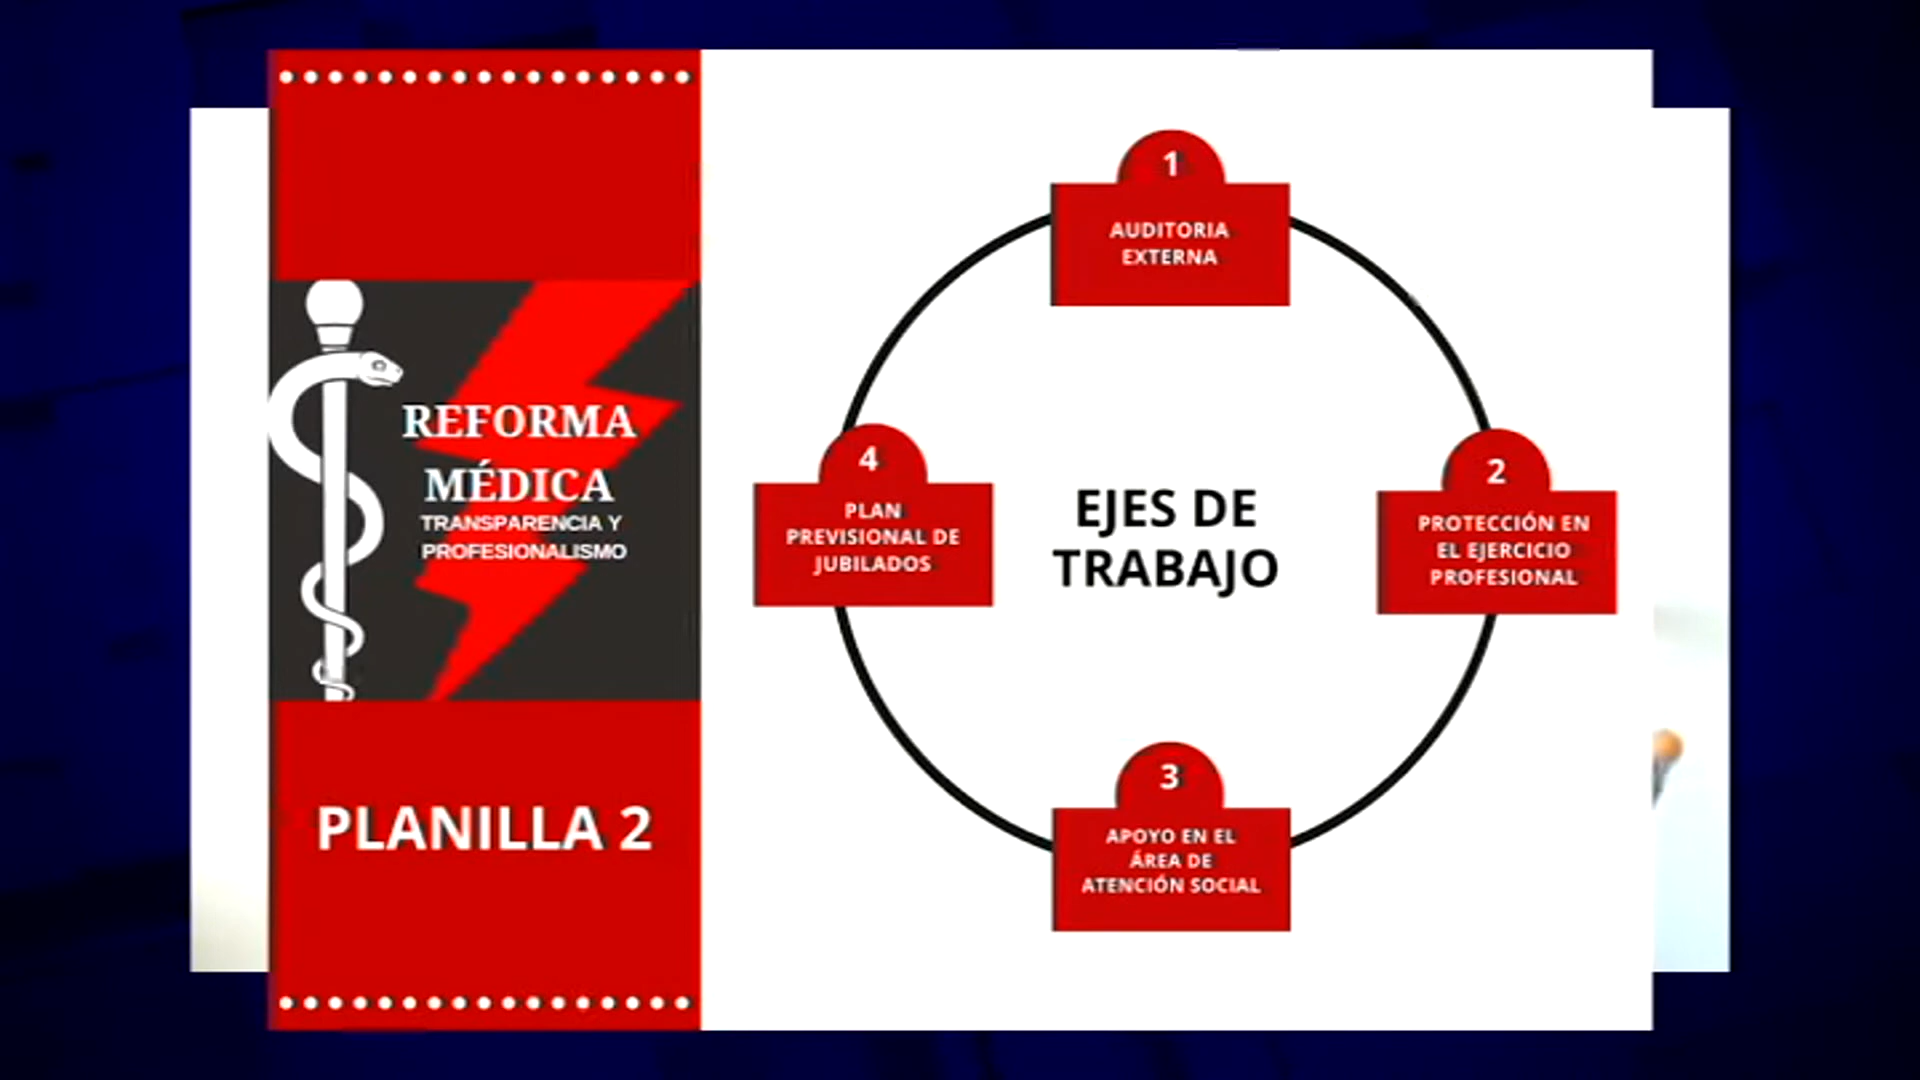 REFORMA
MÉDICA
TRANSPARENCIA Y
PROFESIONALISMO
PLANILLA 2
EJES DE
TRABAJO
1
AUDITORIA
EXTERNA
2
PROTECCIÓN EN
EL EJERCICIO
PROFESIONAL
3
APOYO EN EL
ÁREA DE
ATENCIÓN SOCIAL
4
PLAN
PREVISIONAL DE
JUBILADOS